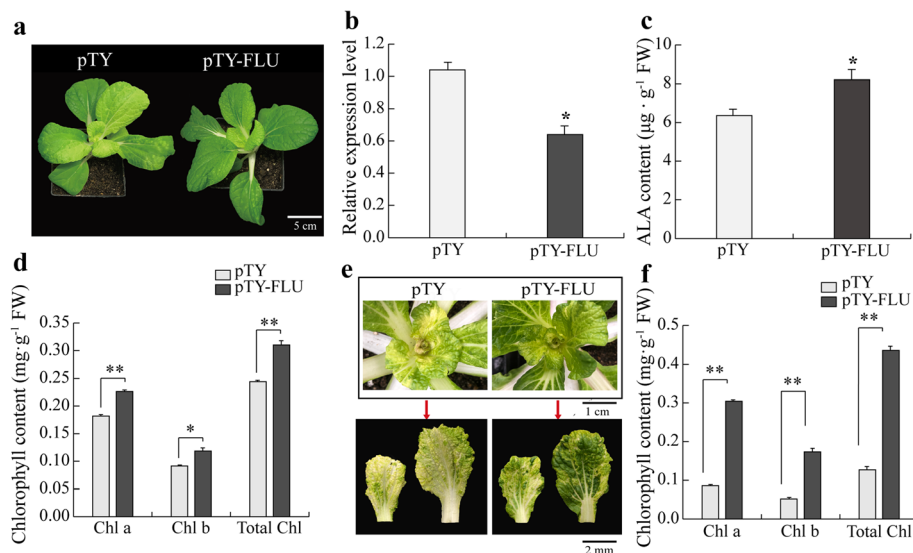 a
pTY
pTY-FLU
5 cm
b
Relative expression level
1.2
1.0
0.8
0.6
0.4
0.2
0.0
*
pTY
pTY-FLU
c
ALA content (μg · g⁻¹ FW)
10
8
6
4
2
0
*
pTY
pTY-FLU
d
pTY
pTY-FLU
Chlorophyll content (mg·g⁻¹ FW)
0.35
0.30
0.25
0.20
0.15
0.10
0.05
0.00
**
*
**
Chl a
Chl b
Total Chl
e
pTY
pTY-FLU
1 cm
2 mm
f
pTY
pTY-FLU
Chlorophyll content (mg·g⁻¹ FW)
0.5
0.4
0.3
0.2
0.1
0.0
**
**
**
Chl a
Chl b
Total Chl